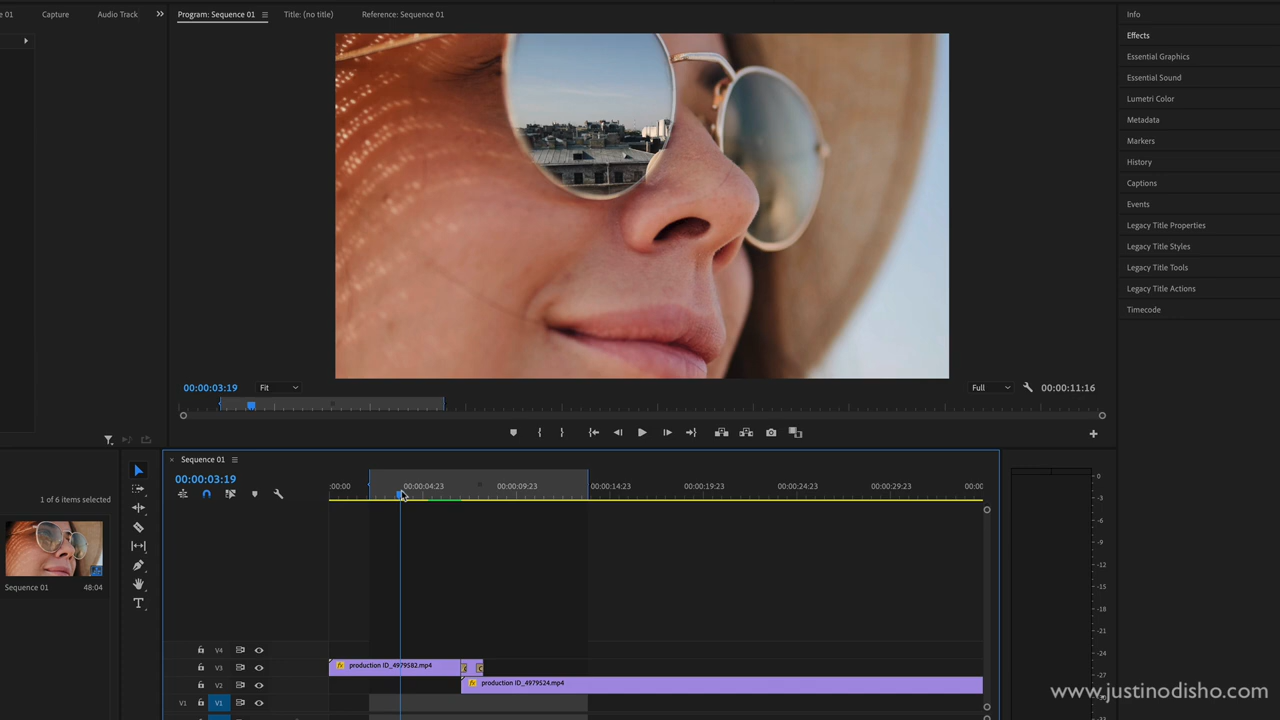 e 01 Capture Audio Track Program: Sequence 01 Title: (no title) Reference: Sequence 01
Info
Effects
Essential Graphics
Essential Sound
Lumetri Color
Metadata
Markers
History
Captions
Events
Legacy Title Properties
Legacy Title Styles
Legacy Title Tools
Legacy Title Actions
Timecode
00:00:03:19 Fit Full 00:00:11:16
Sequence 01
00:00:03:19
:00:00 00:00:04:23 00:00:09:23 00:00:14:23 00:00:19:23 00:00:24:23 00:00:29:23 00:00
1 of 6 items selected
Sequence 01 48:04
V4
V3 production ID_4979582.mp4
V2 production ID_4979524.mp4
V1 V1
0
-3
-6
-9
-12
-15
-18
-21
-24
-27
www.justinodisho.com